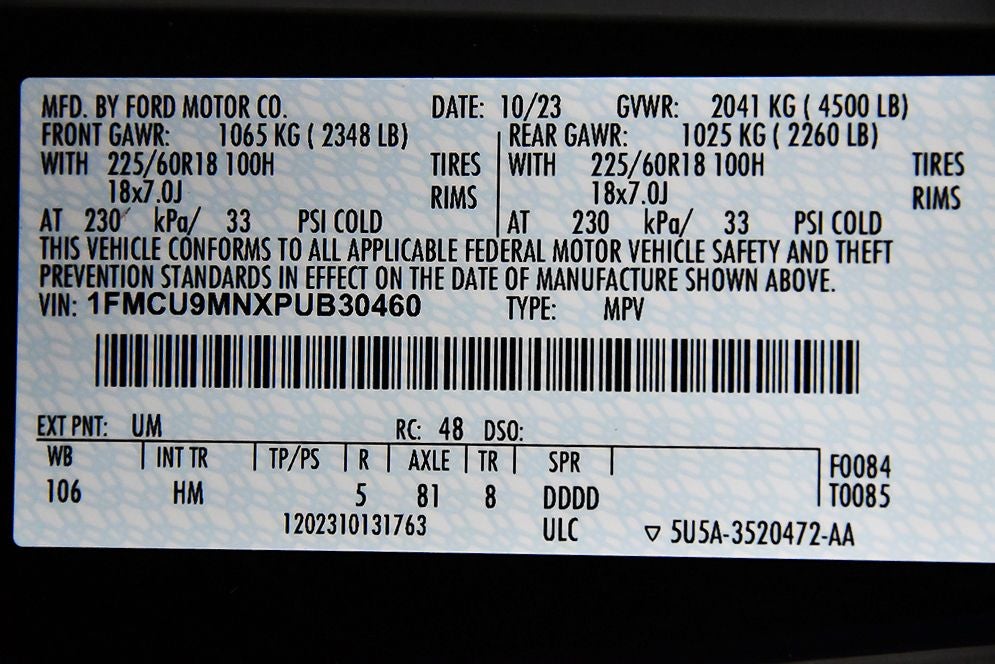 MFD. BY FORD MOTOR CO. DATE: 10/23 GVWR: 2041 KG ( 4500 LB)
FRONT GAWR: 1065 KG ( 2348 LB) REAR GAWR: 1025 KG ( 2260 LB)
WITH 225/60R18 100H TIRES WITH 225/60R18 100H TIRES
18x7.0J RIMS 18x7.0J RIMS
AT 230 kPa/ 33 PSI COLD AT 230 kPa/ 33 PSI COLD
THIS VEHICLE CONFORMS TO ALL APPLICABLE FEDERAL MOTOR VEHICLE SAFETY AND THEFT
PREVENTION STANDARDS IN EFFECT ON THE DATE OF MANUFACTURE SHOWN ABOVE.
VIN: 1FMCU9MNXPUB30460 TYPE: MPV
EXT PNT: UM RC: 48 DSO:
WB INT TR TP/PS R AXLE TR SPR F0084
106 HM 5 81 8 DDDD T0085
1202310131763 ULC ▽ 5U5A-3520472-AA